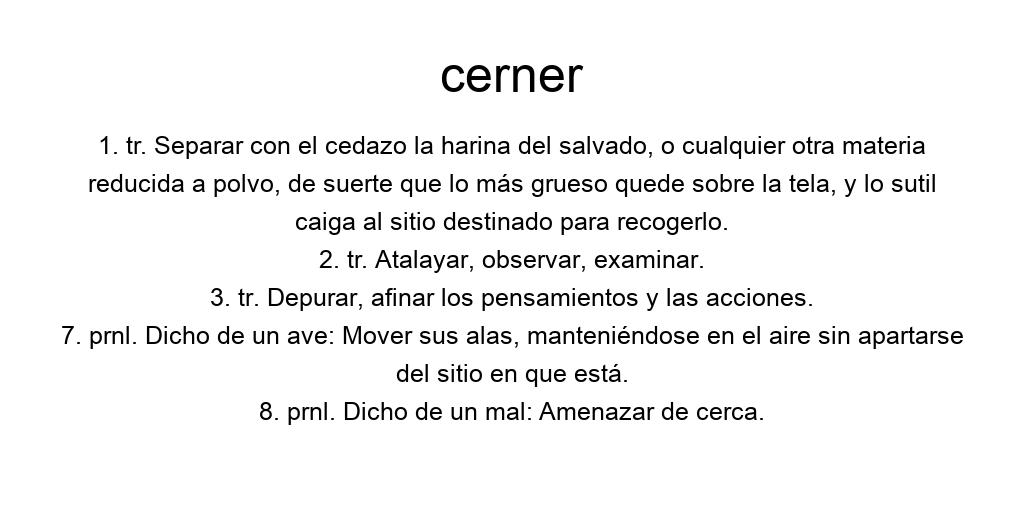 cerner
1. tr. Separar con el cedazo la harina del salvado, o cualquier otra materia
reducida a polvo, de suerte que lo más grueso quede sobre la tela, y lo sutil
caiga al sitio destinado para recogerlo.
2. tr. Atalayar, observar, examinar.
3. tr. Depurar, afinar los pensamientos y las acciones.
7. prnl. Dicho de un ave: Mover sus alas, manteniéndose en el aire sin apartarse
del sitio en que está.
8. prnl. Dicho de un mal: Amenazar de cerca.